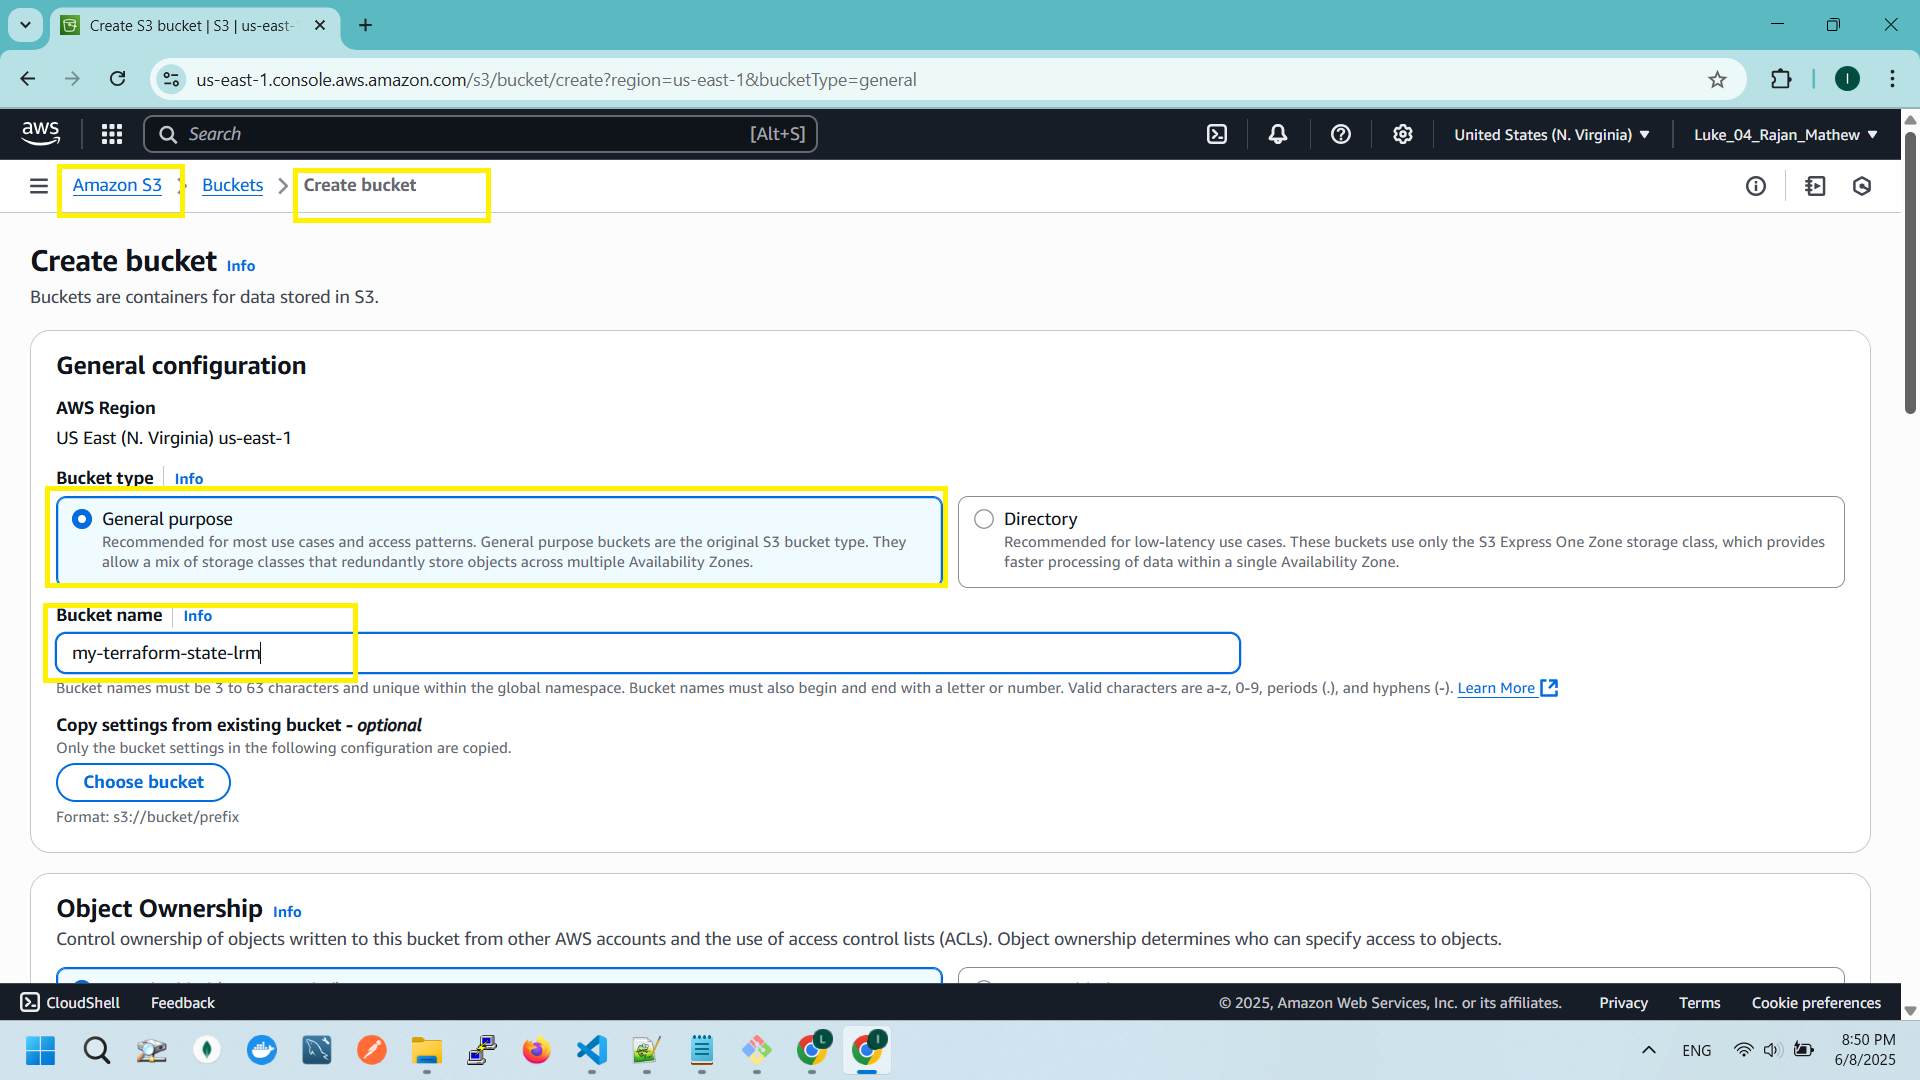 Create S3 bucket | S3 | us-east-
us-east-1.console.aws.amazon.com/s3/bucket/create?region=us-east-1&bucketType=general
I
aws
Search
[Alt+S]
United States (N. Virginia)
Luke_04_Rajan_Mathew
Amazon S3
Buckets
Create bucket
Create bucket Info
Buckets are containers for data stored in S3.
General configuration
AWS Region
US East (N. Virginia) us-east-1
Bucket type Info
General purpose
Recommended for most use cases and access patterns. General purpose buckets are the original S3 bucket type. They
allow a mix of storage classes that redundantly store objects across multiple Availability Zones.
Directory
Recommended for low-latency use cases. These buckets use only the S3 Express One Zone storage class, which provides
faster processing of data within a single Availability Zone.
Bucket name Info
my-terraform-state-lrm
Bucket names must be 3 to 63 characters and unique within the global namespace. Bucket names must also begin and end with a letter or number. Valid characters are a-z, 0-9, periods (.), and hyphens (-). Learn More
Copy settings from existing bucket - optional
Only the bucket settings in the following configuration are copied.
Choose bucket
Format: s3://bucket/prefix
Object Ownership Info
Control ownership of objects written to this bucket from other AWS accounts and the use of access control lists (ACLs). Object ownership determines who can specify access to objects.
CloudShell
Feedback
© 2025, Amazon Web Services, Inc. or its affiliates.
Privacy
Terms
Cookie preferences
L
I
ENG
8:50 PM
6/8/2025